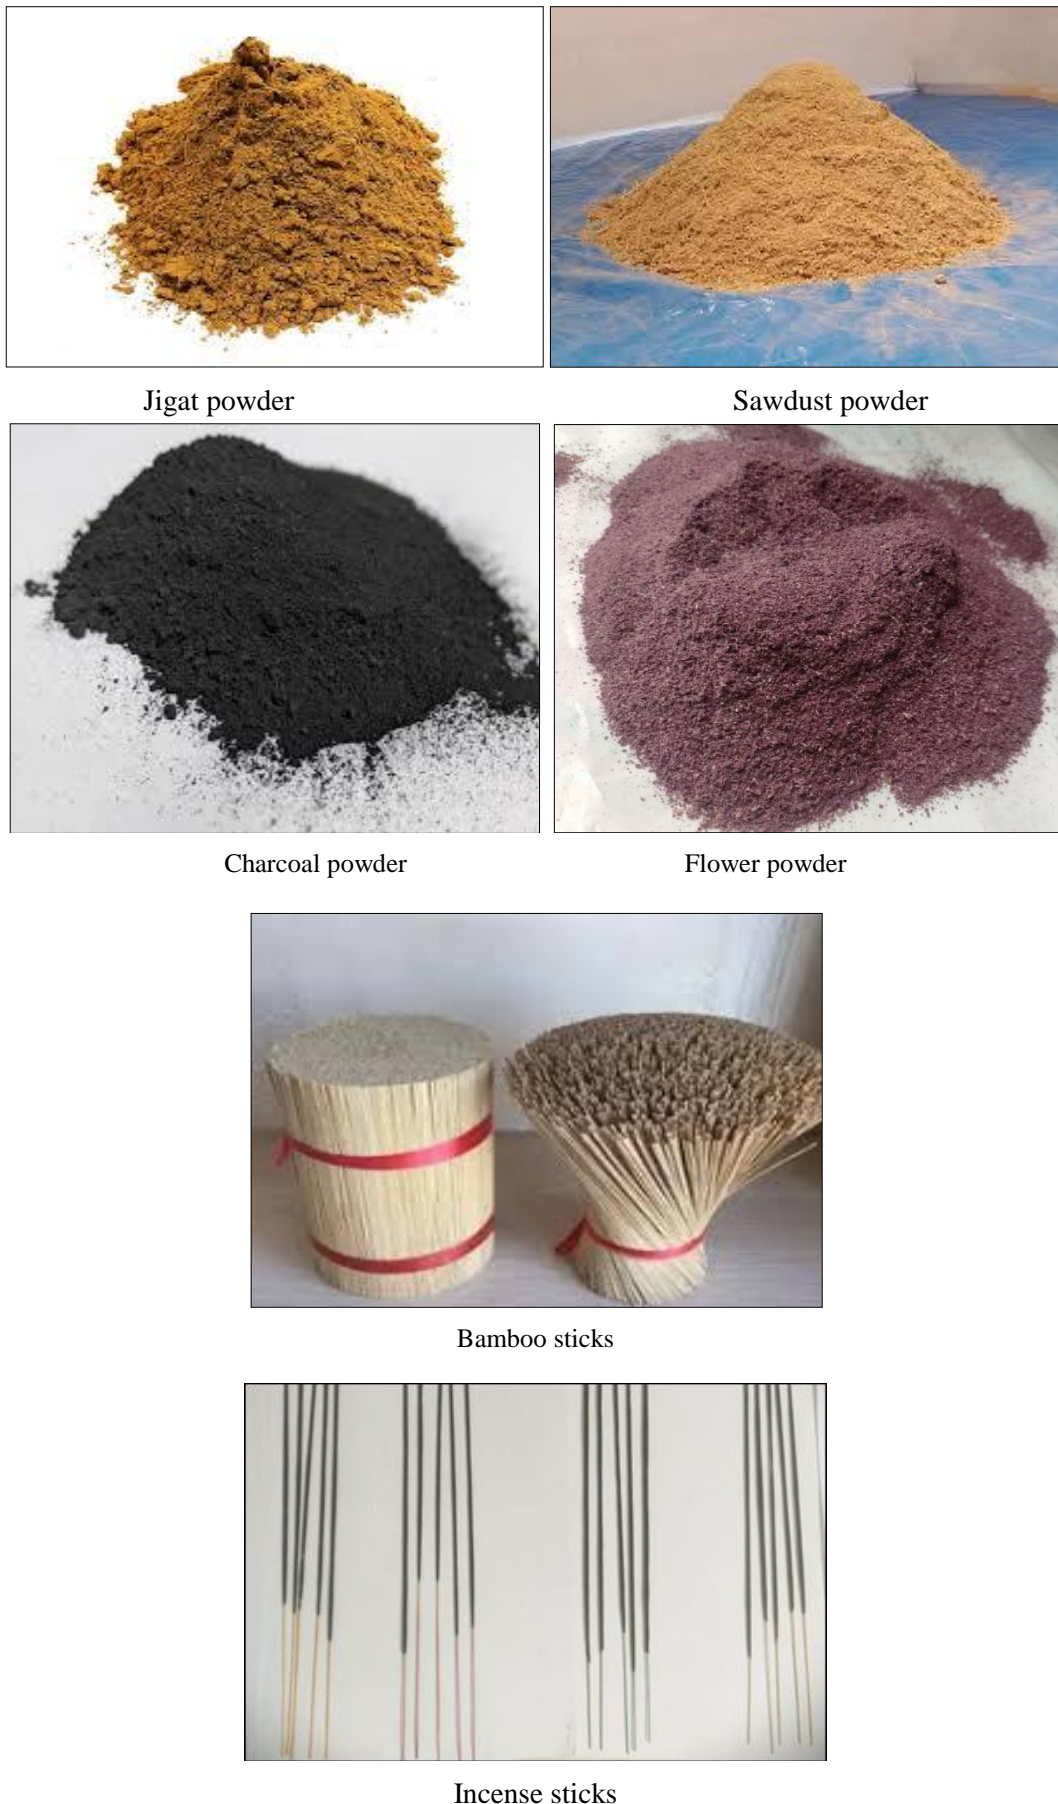 Jigat powder
Sawdust powder
Charcoal powder
Flower powder
Bamboo sticks
Incense sticks